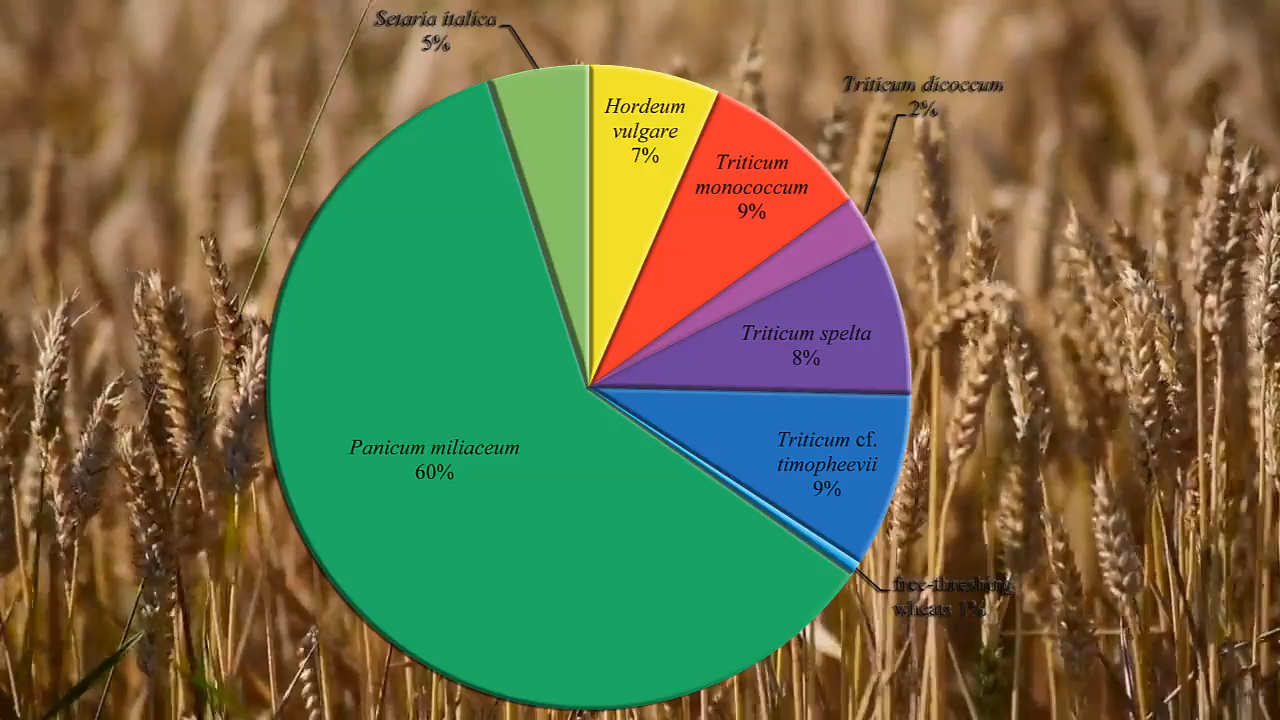 Setaria italica
5%
Hordeum
vulgare
7%
Triticum
monococcum
9%
Triticum dicoccum
2%
Triticum spelta
8%
Triticum cf.
timopheevii
9%
free-threshing
wheats 1%
Panicum miliaceum
60%